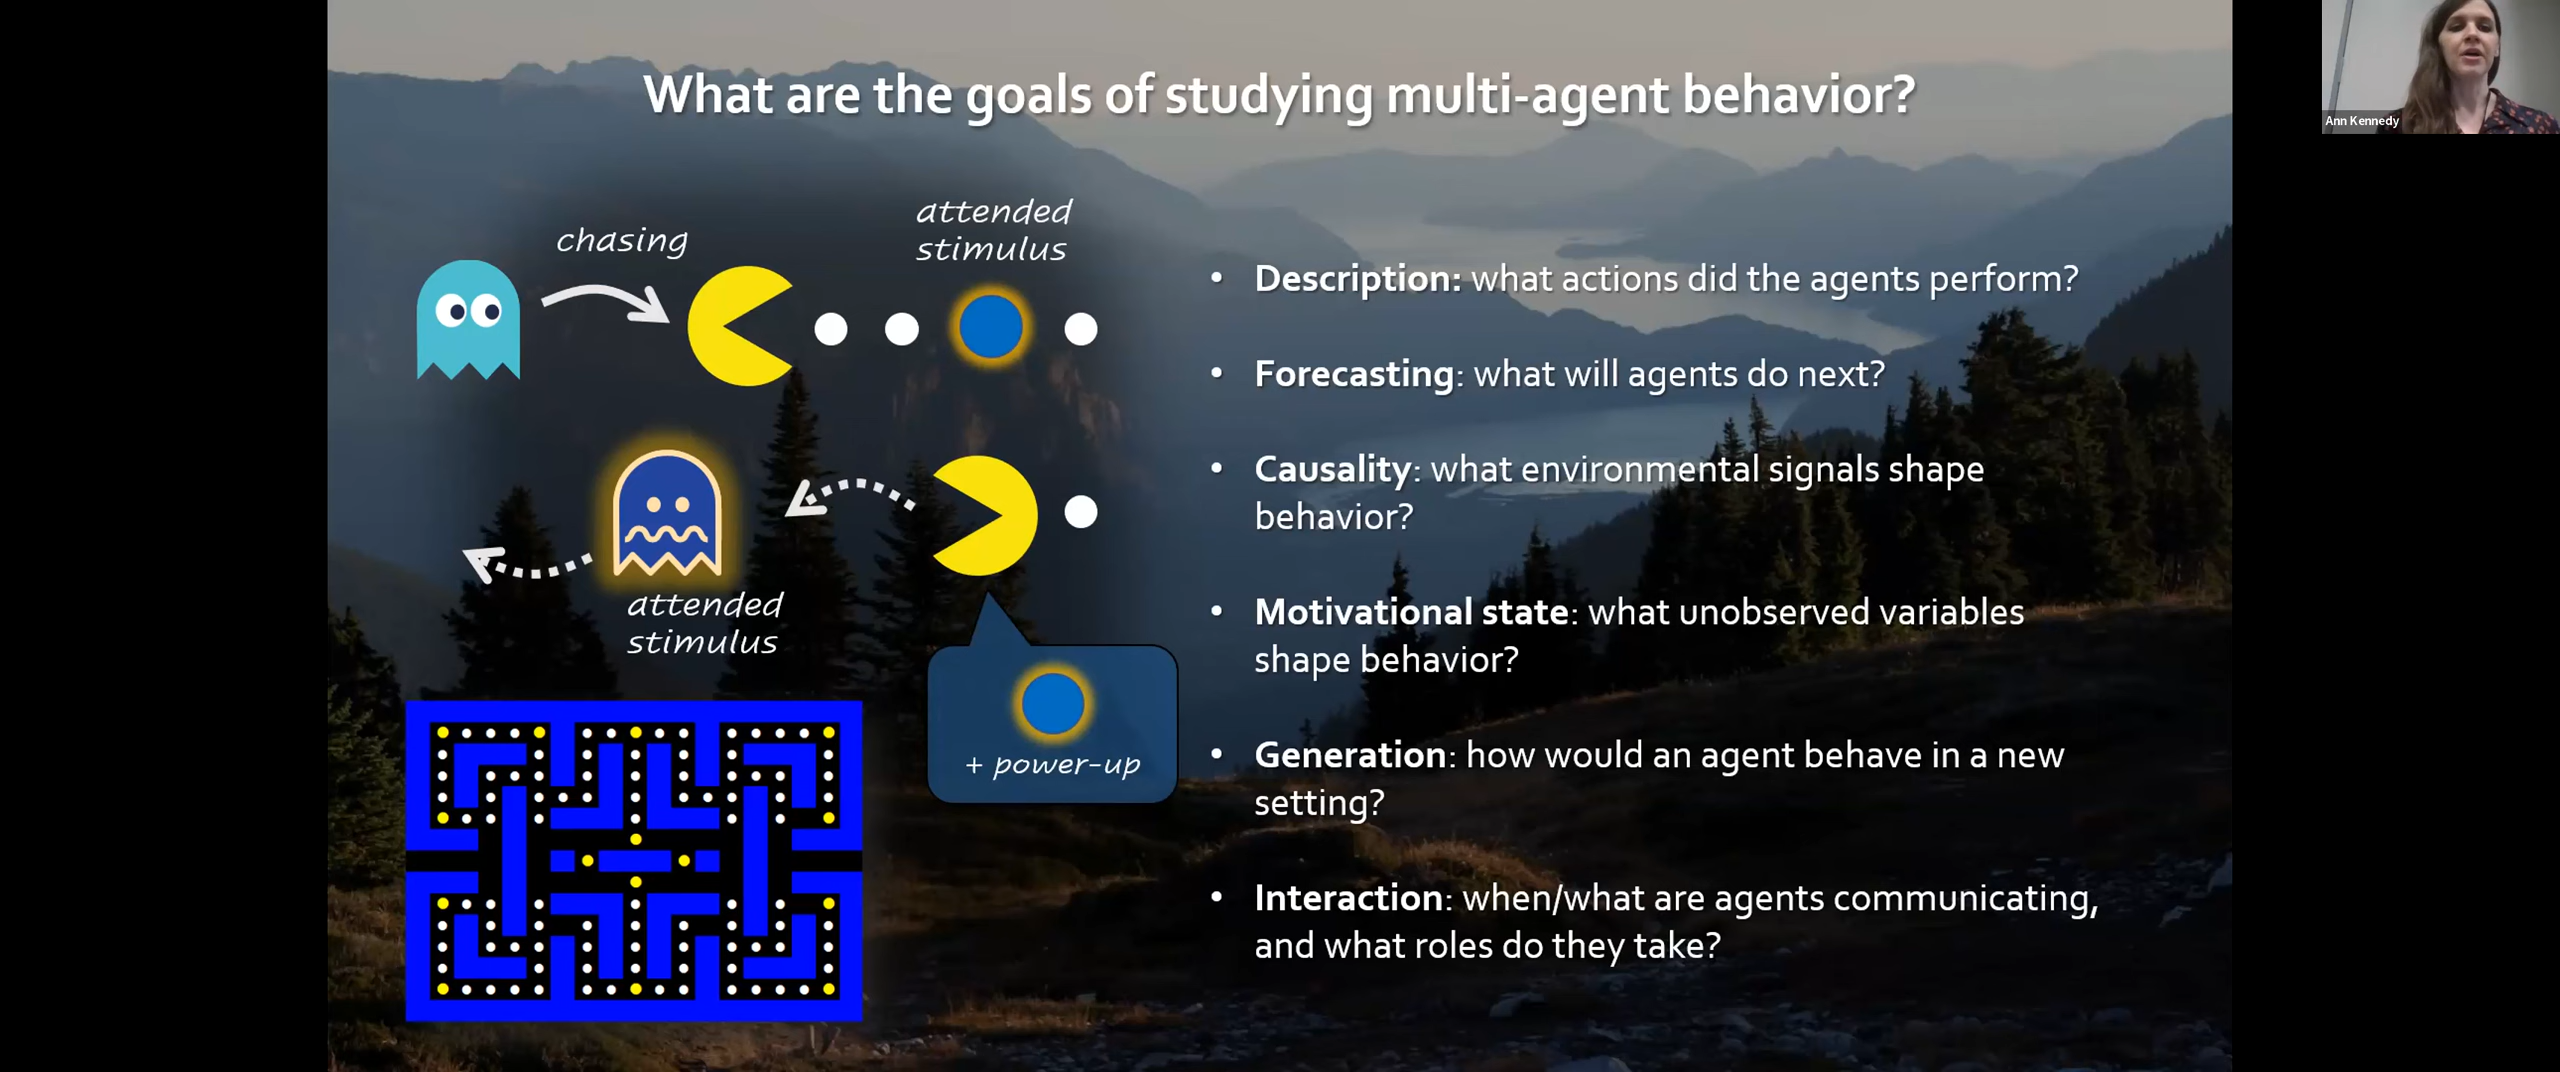 What are the goals of studying multi-agent behavior?
Ann Kennedy
chasing
attended
stimulus
attended
stimulus
+ power-up
• Description: what actions did the agents perform?
• Forecasting: what will agents do next?
• Causality: what environmental signals shape
behavior?
• Motivational state: what unobserved variables
shape behavior?
• Generation: how would an agent behave in a new
setting?
• Interaction: when/what are agents communicating,
and what roles do they take?